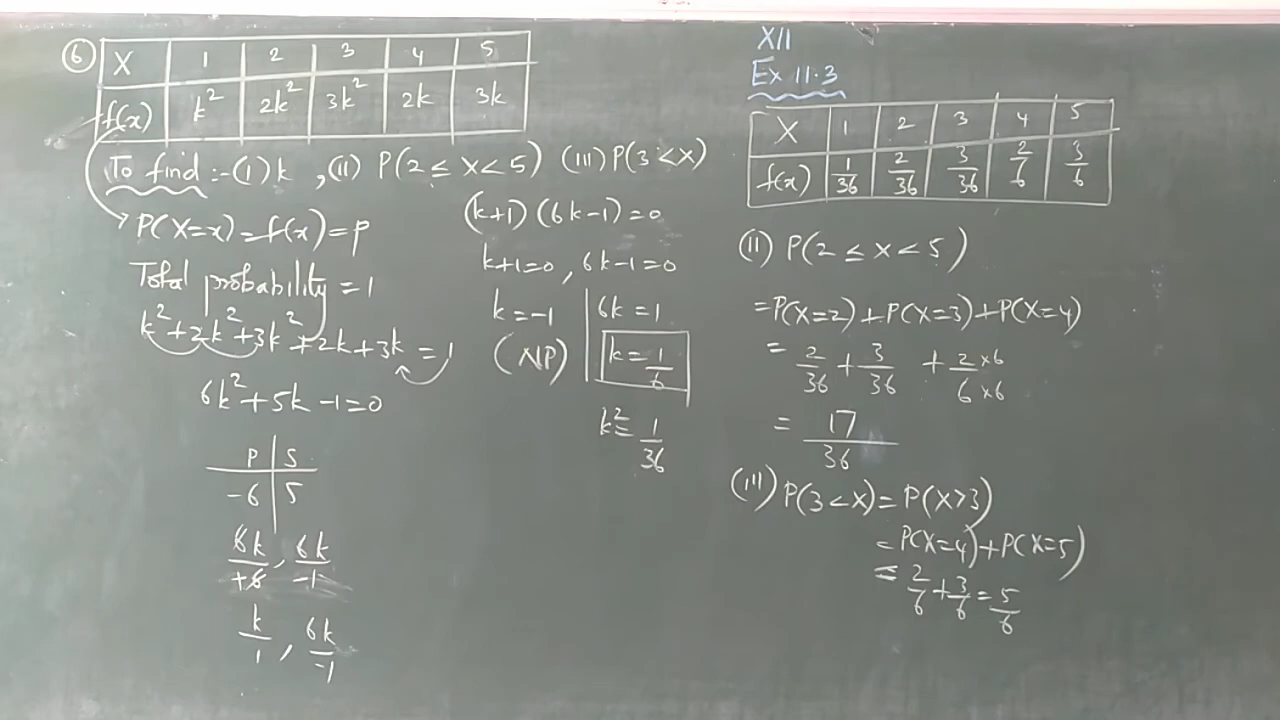 ⑥ X 1 2 3 4 5
f(x) k² 2k² 3k² 2k 3k
To find :- (i) k , (ii) P(2 ≤ X < 5) (iii) P(3 < X)
P(X=x) = f(x) = p
Total probability = 1
k² + 2k² + 3k² + 2k + 3k = 1
6k² + 5k - 1 = 0
P S
-6 5
6k/+6 , 6k/-1
k/1 , 6k/-1
(k+1) (6k-1) = 0
k+1=0 , 6k-1=0
k = -1 6k = 1
(NP) k = 1/6
k² = 1/36
XII
Ex 11.3
X 1 2 3 4 5
f(x) 1/36 2/36 3/36 2/6 3/6
(ii) P(2 ≤ x < 5)
= P(X=2) + P(X=3) + P(X=4)
= 2/36 + 3/36 + 2×6/6×6
= 17/36
(iii) P(3 < X) = P(X > 3)
= P(X=4) + P(X=5)
= 2/6 + 3/6 = 5/6